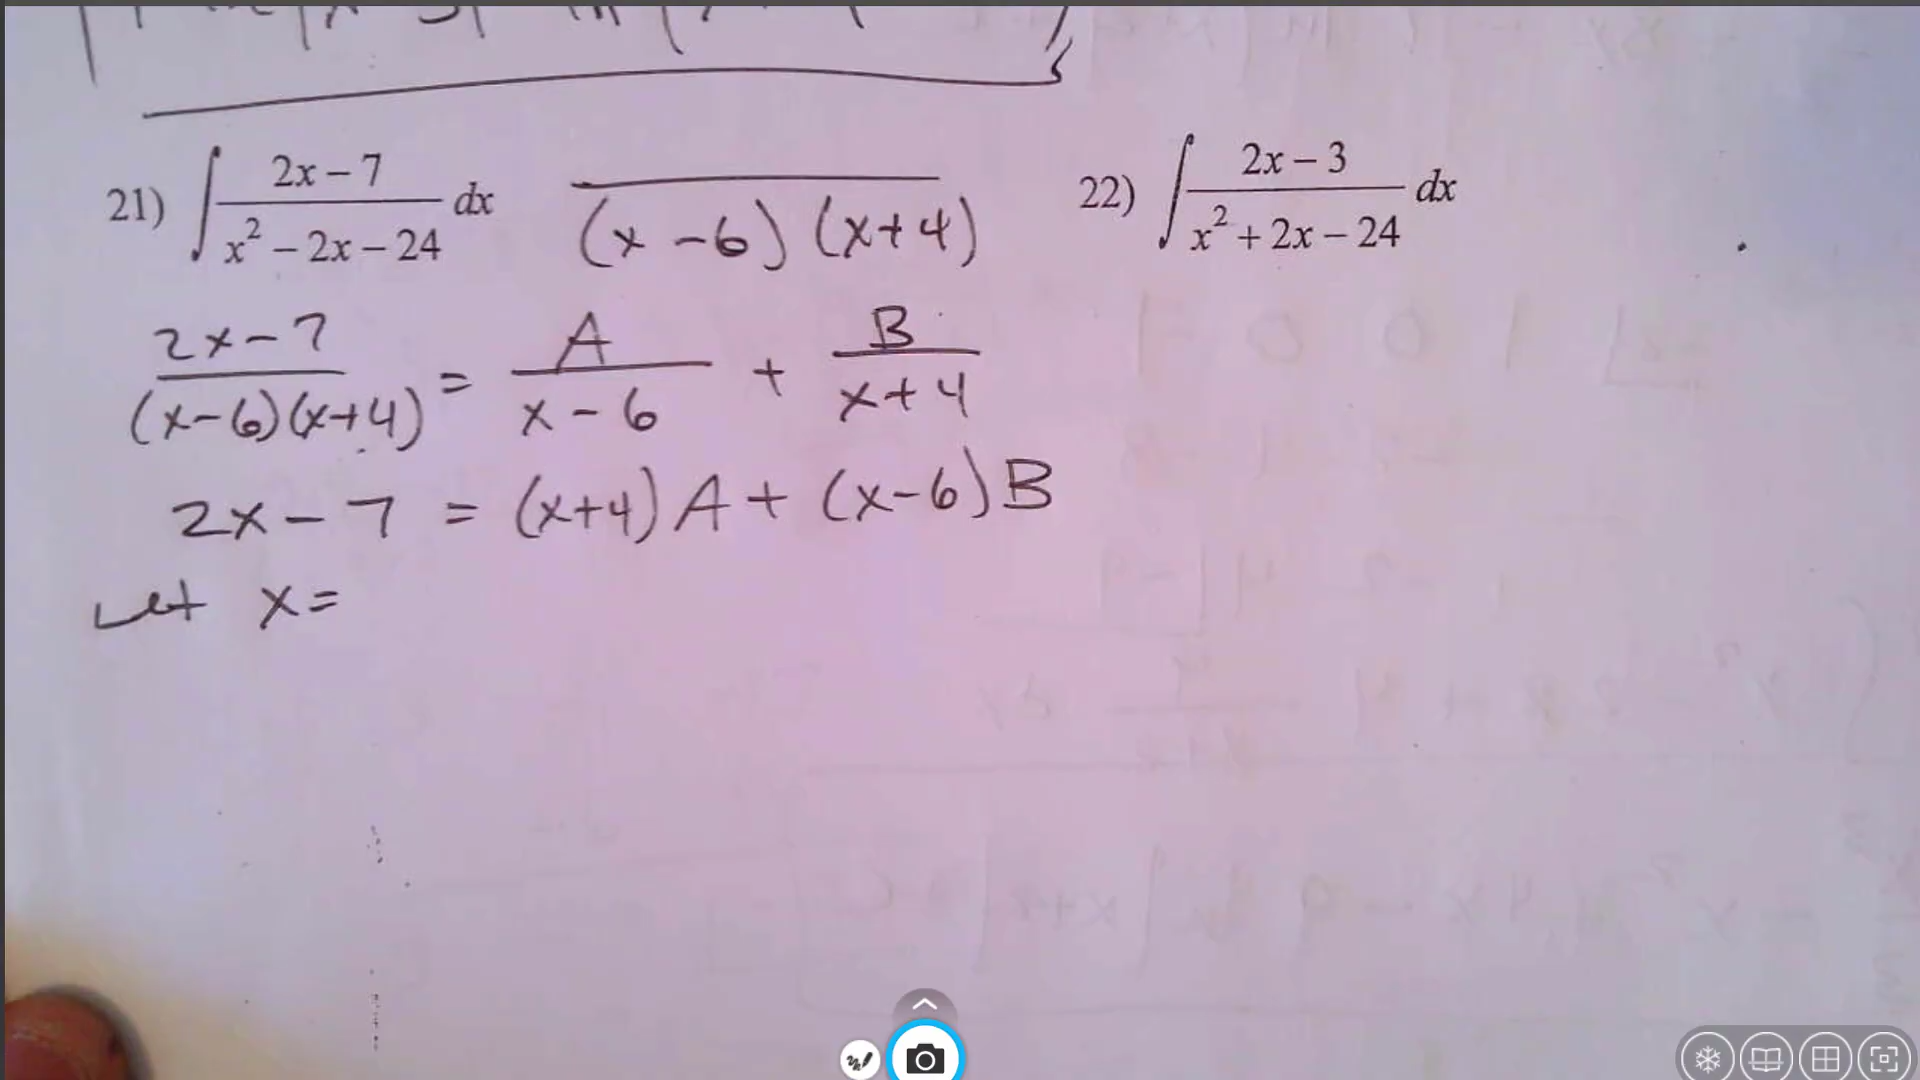 21) ∫ (2x − 7)/(x² − 2x − 24) dx
(x − 6)(x + 4)
22) ∫ (2x − 3)/(x² + 2x − 24) dx
(2x − 7)/((x − 6)(x + 4)) = A/(x − 6) + B/(x + 4)
2x − 7 = (x + 4) A + (x − 6) B
Let x =